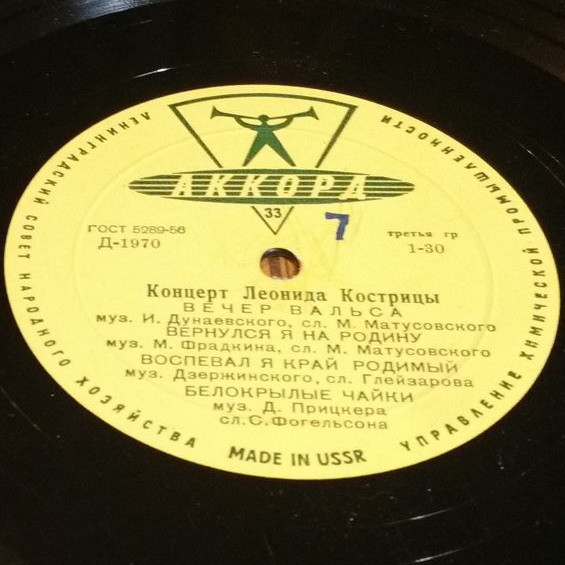 ЛЕНИНГРАДСКИЙ СОВЕТ НАРОДНОГО ХОЗЯЙСТВА
УПРАВЛЕНИЕ ХИМИЧЕСКОЙ ПРОМЫШЛЕННОСТИ
АККОРД
33
7
ГОСТ 5289-56
Д-1970
третья гр
1-30
Концерт Леонида Кострицы
ВЕЧЕР ВАЛЬСА
муз. И. Дунаевского, сл. М. Матусовского
ВЕРНУЛСЯ Я НА РОДИНУ
муз. М. Фрадкина, сл. М. Матусовского
ВОСПЕВАЛ Я КРАЙ РОДИМЫЙ
муз. Дзержинского, сл. Глейзарова
БЕЛОКРЫЛЫЕ ЧАЙКИ
муз. Д. Прицкера
сл.С.Фогельсона
MADE IN USSR